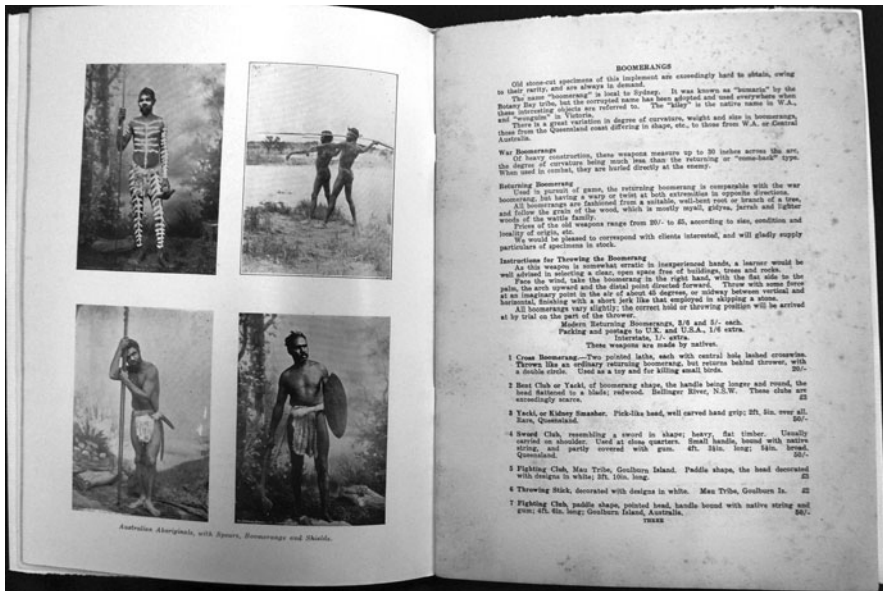 Australian Aboriginals, with Spears, Boomerangs and Shields.
BOOMERANGS
Old stone-cut specimens of this implement are exceedingly hard to obtain, owing
to their rarity, and are always in demand.
The name "boomerang" is local to Sydney. It was known as "bumarin" by the
Botany Bay tribe, but the corrupted name has been adopted and used everywhere when
these interesting objects are referred to. The "kiley" is the native name in W.A.,
and "wonguim" in Victoria.
There is a great variation in degree of curvature, weight and size in boomerangs,
those from the Queensland coast differing in shape, etc., to those from W.A. or Central
Australia.
War Boomerangs
Of heavy construction, these weapons measure up to 30 inches across the arc,
the degree of curvature being much less than the returning or "come-back" type.
When used in combat, they are hurled directly at the enemy.
Returning Boomerang
Used in pursuit of game, the returning boomerang is comparable with the war
boomerang, but having a warp or twist at both extremities in opposite directions.
All boomerangs are fashioned from a suitable, well-bent root or branch of a tree,
and follow the grain of the wood, which is mostly myall, gidyea, jarrah and lighter
woods of the wattle family.
Prices of the old weapons range from 20/- to £5, according to size, condition and
locality of origin, etc.
We would be pleased to correspond with clients interested, and will gladly supply
particulars of specimens in stock.
Instructions for Throwing the Boomerang
As this weapon is somewhat erratic in inexperienced hands, a learner would be
well advised in selecting a clear, open space free of buildings, trees and rocks.
Face the wind, take the boomerang in the right hand, with the flat side to the
palm, the arch upward and the distal point directed forward. Throw with some force
at an imaginary point in the air of about 45 degrees, or midway between vertical and
horizontal, finishing with a short jerk like that employed in skipping a stone.
All boomerangs vary slightly; the correct hold or throwing position will be arrived
at by trial on the part of the thrower.
Modern Returning Boomerangs, 2/6 and 5/- each.
Packing and postage to U.K. and U.S.A., 1/6 extra.
Interstate, 1/- extra.
These weapons are made by natives.
1 Cross Boomerang.—Two pointed laths, each with central hole lashed crosswise.
Thrown like an ordinary returning boomerang, but returns behind thrower, with
a double circle. Used as a toy and for killing small birds. 20/-
2 Bent Club or Yacki, of boomerang shape, the handle being longer and round, the
head flattened to a blade; redwood. Bellinger River, N.S.W. These clubs are
exceedingly scarce. £3
3 Yacki, or Kidney Smasher. Pick-like head, well carved hand grip; 2ft. 5in. over all.
Rare, Queensland. 50/-
4 Sword Club, resembling a sword in shape; heavy, flat timber. Usually
carried on shoulder. Used at close quarters. Small handle, bound with native
string, and partly covered with gum. 4ft. 3½in. long; 5½in. broad.
Queensland. 50/-
5 Fighting Club, Mau Tribe, Goulburn Island. Paddle shape, the head decorated
with designs in white; 3ft. 10in. long. £3
6 Throwing Stick, decorated with designs in white. Mau Tribe, Goulburn Is. £2
7 Fighting Club, paddle shape, pointed head, handle bound with native string and
gum; 4ft. 6in. long; Goulburn Island, Australia. 50/-
THREE